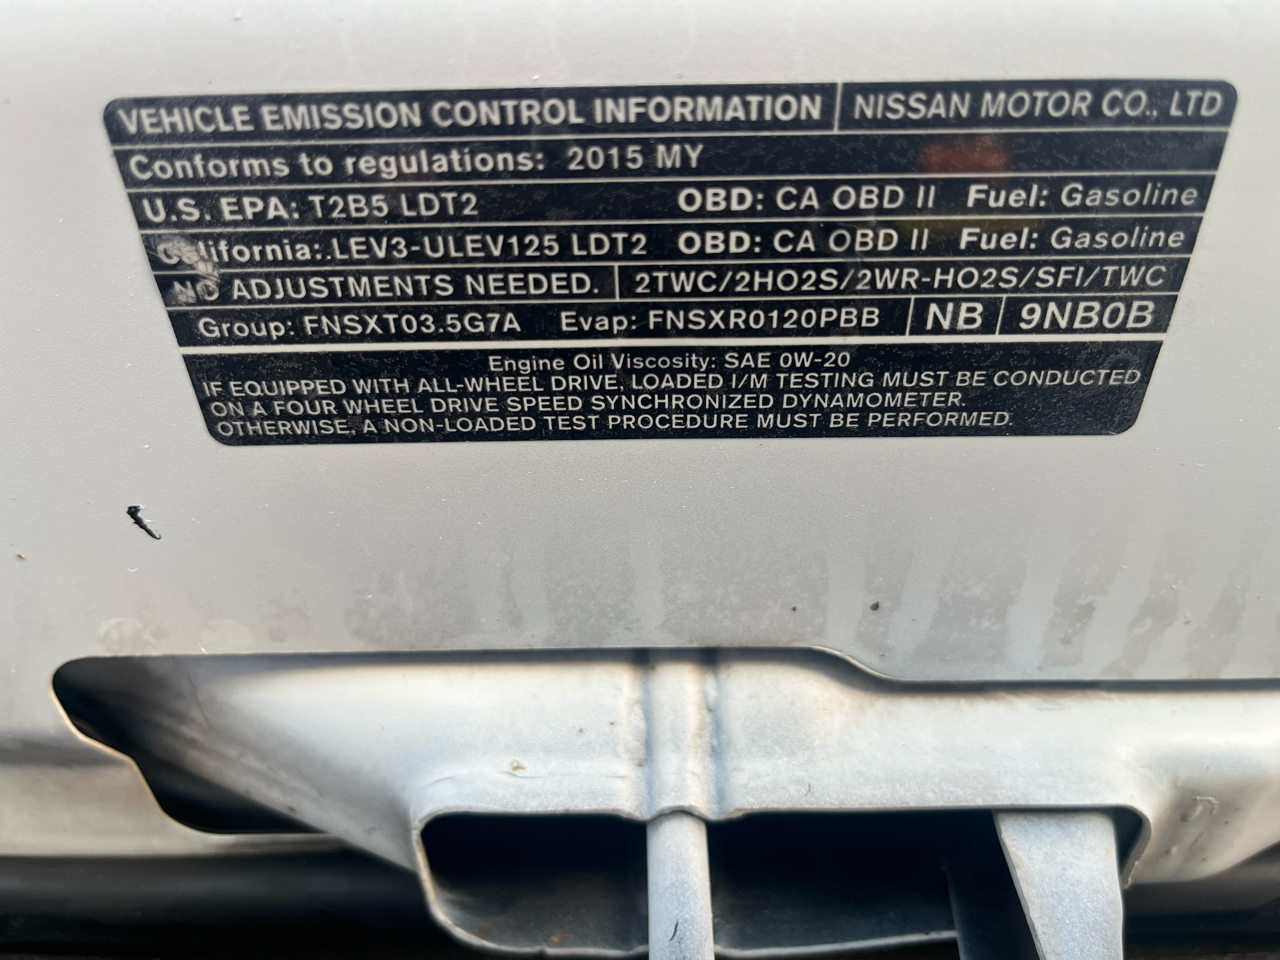 VEHICLE EMISSION CONTROL INFORMATION NISSAN MOTOR CO., LTD
Conforms to regulations: 2015 MY
U.S. EPA: T2B5 LDT2 OBD: CA OBD II Fuel: Gasoline
California:.LEV3-ULEV125 LDT2 OBD: CA OBD II Fuel: Gasoline
NO ADJUSTMENTS NEEDED. 2TWC/2HO2S/2WR-HO2S/SFI/TWC
Group: FNSXT03.5G7A Evap: FNSXR0120PBB NB 9NB0B
Engine Oil Viscosity: SAE 0W-20
IF EQUIPPED WITH ALL-WHEEL DRIVE, LOADED I/M TESTING MUST BE CONDUCTED
ON A FOUR WHEEL DRIVE SPEED SYNCHRONIZED DYNAMOMETER.
OTHERWISE, A NON-LOADED TEST PROCEDURE MUST BE PERFORMED.